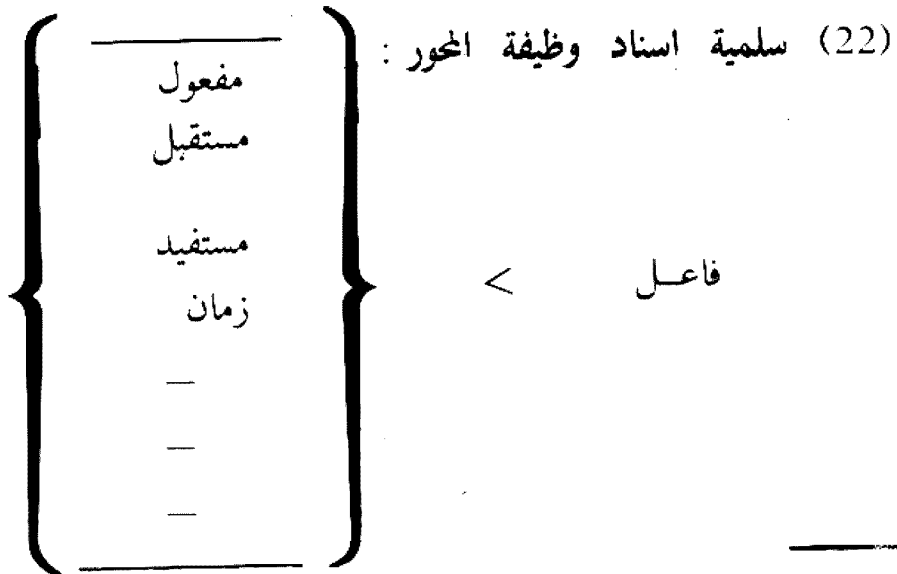 (22) سلمية اسناد وظيفة المحور :
فاعل <
مفعول
مستقبل
مستفيد
زمان
—
—
—